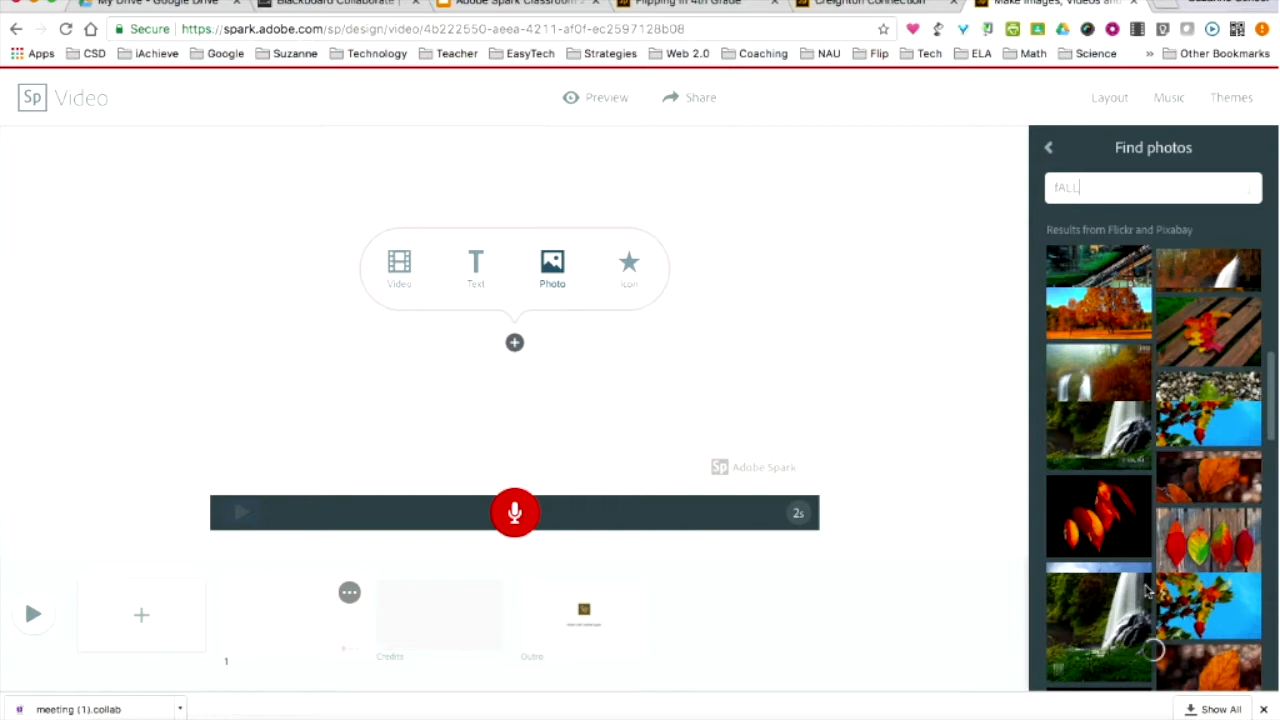 My Drive - Google Drive
Blackboard Collaborate
Adobe Spark Classroom
Flipping in 4th Grade
Creighton Connection
Make Images, Videos and
Secure https://spark.adobe.com/sp/design/video/4b222550-aeea-4211-af0f-ec2597128b08
Apps CSD iAchieve Google Suzanne Technology Teacher EasyTech Strategies Web 2.0 Coaching NAU Flip Tech ELA Math Science » Other Bookmarks
Sp Video Preview Share Layout Music Themes
Find photos
fALL
Results from Flickr and Pixabay
Video Text Photo Icon
Sp Adobe Spark
2s
1
Credits
Outro
meeting (1).collab
Show All